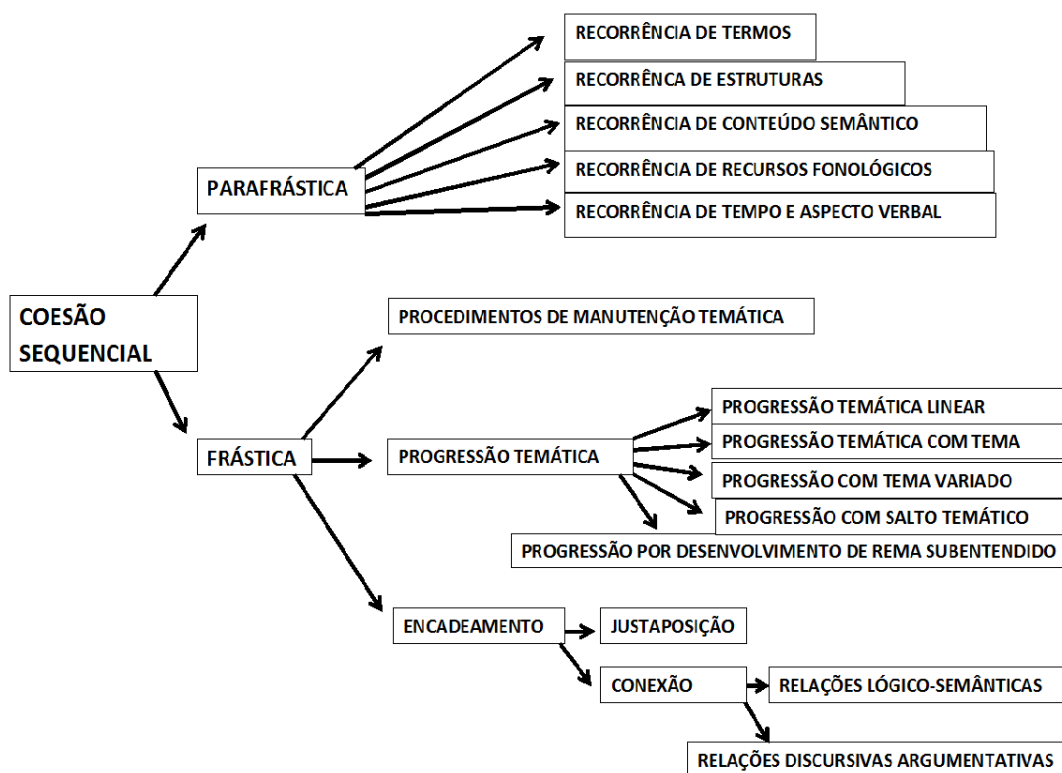 RECORRÊNCIA DE TERMOS
RECORRÊNCA DE ESTRUTURAS
RECORRÊNCIA DE CONTEÚDO SEMÂNTICO
RECORRÊNCIA DE RECURSOS FONOLÓGICOS
RECORRÊNCIA DE TEMPO E ASPECTO VERBAL
PARAFRÁSTICA
COESÃO
SEQUENCIAL
FRÁSTICA
PROCEDIMENTOS DE MANUTENÇÃO TEMÁTICA
PROGRESSÃO TEMÁTICA
PROGRESSÃO TEMÁTICA LINEAR
PROGRESSÃO TEMÁTICA COM TEMA
PROGRESSÃO COM TEMA VARIADO
PROGRESSÃO COM SALTO TEMÁTICO
PROGRESSÃO POR DESENVOLVIMENTO DE REMA SUBENTENDIDO
ENCADEAMENTO
JUSTAPOSIÇÃO
CONEXÃO
RELAÇÕES LÓGICO-SEMÂNTICAS
RELAÇÕES DISCURSIVAS ARGUMENTATIVAS